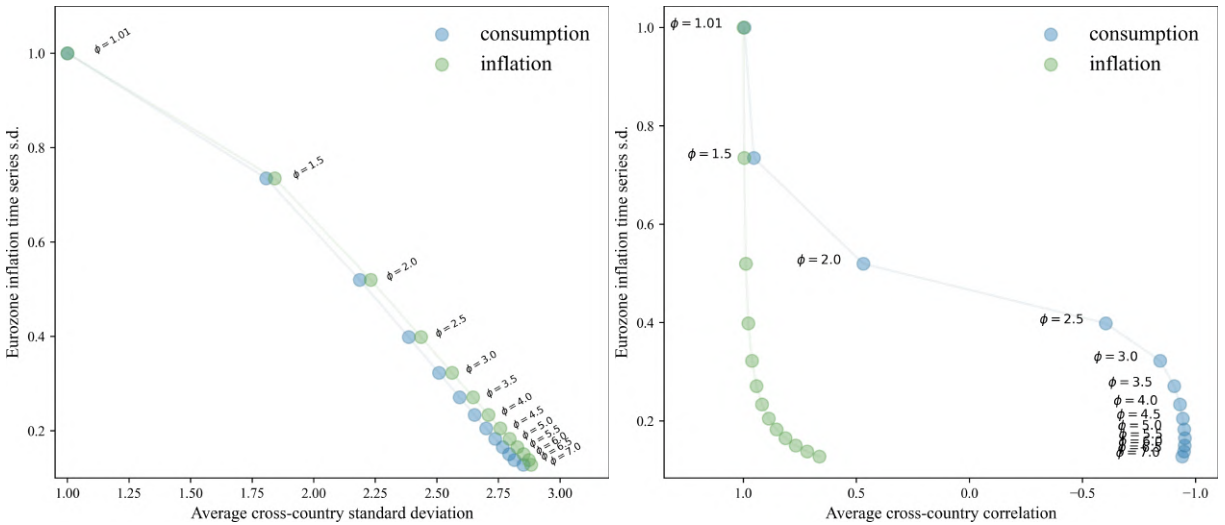 consumption
inflation
ϕ = 1.01
ϕ = 1.5
ϕ = 2.0
ϕ = 2.5
ϕ = 3.0
ϕ = 3.5
ϕ = 4.0
ϕ = 4.5
ϕ = 5.0
ϕ = 5.5
ϕ = 6.0
ϕ = 6.5
ϕ = 7.0
Eurozone inflation time series s.d.
1.0
0.8
0.6
0.4
0.2
1.00
1.25
1.50
1.75
2.00
2.25
2.50
2.75
3.00
Average cross-country standard deviation
consumption
inflation
ϕ = 1.01
ϕ = 1.5
ϕ = 2.0
ϕ = 2.5
ϕ = 3.0
ϕ = 3.5
ϕ = 4.0
ϕ = 4.5
ϕ = 5.0
ϕ = 7.0
Eurozone inflation time series s.d.
1.0
0.8
0.6
0.4
0.2
1.0
0.5
0.0
−0.5
−1.0
Average cross-country correlation